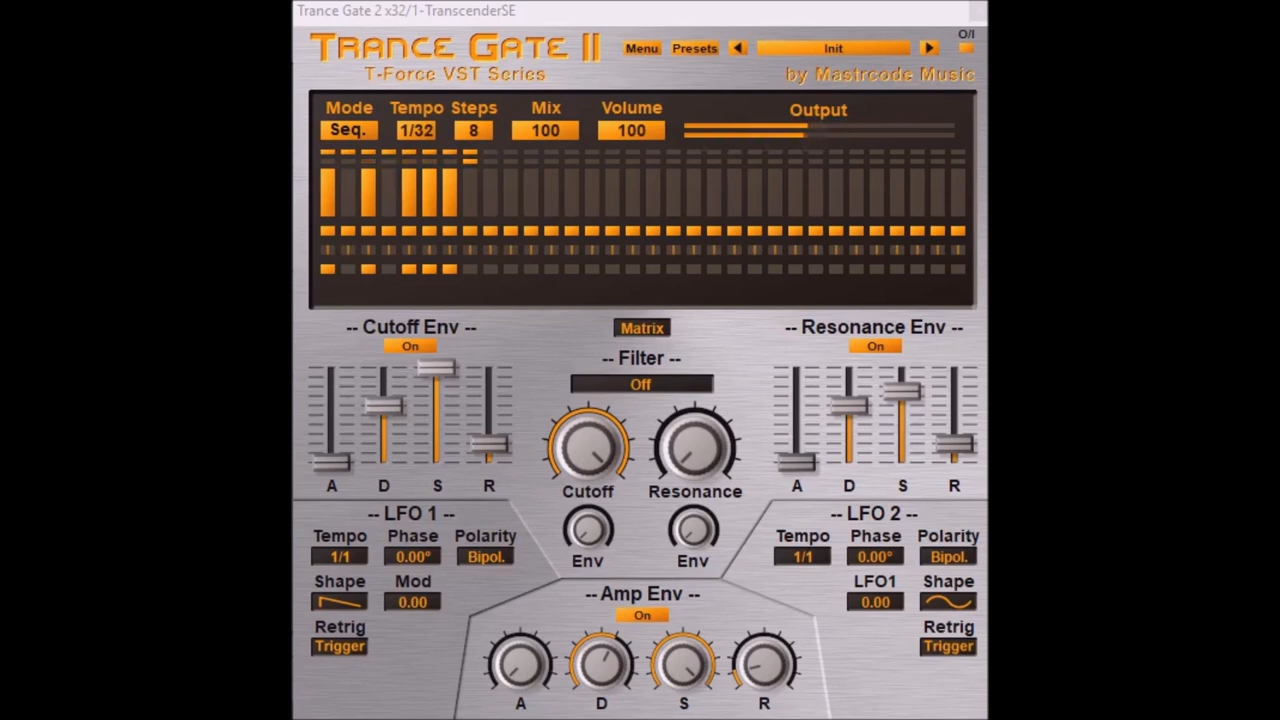 Trance Gate 2 x32/1-TranscenderSE
O/I
TRANCE GATE II Menu Presets Init
T-Force VST Series by Mastrcode Music
Mode Tempo Steps Mix Volume Output
Seq. 1/32 8 100 100
-- Cutoff Env -- Matrix -- Resonance Env --
On On
-- Filter --
Off
A D S R A D S R
Cutoff Resonance
-- LFO 1 -- -- LFO 2 --
Tempo Phase Polarity Tempo Phase Polarity
1/1 0.00° Bipol. 1/1 0.00° Bipol.
Env Env
Shape Mod LFO1 Shape
-- Amp Env --
0.00 0.00
On
Retrig Retrig
Trigger Trigger
A D S R